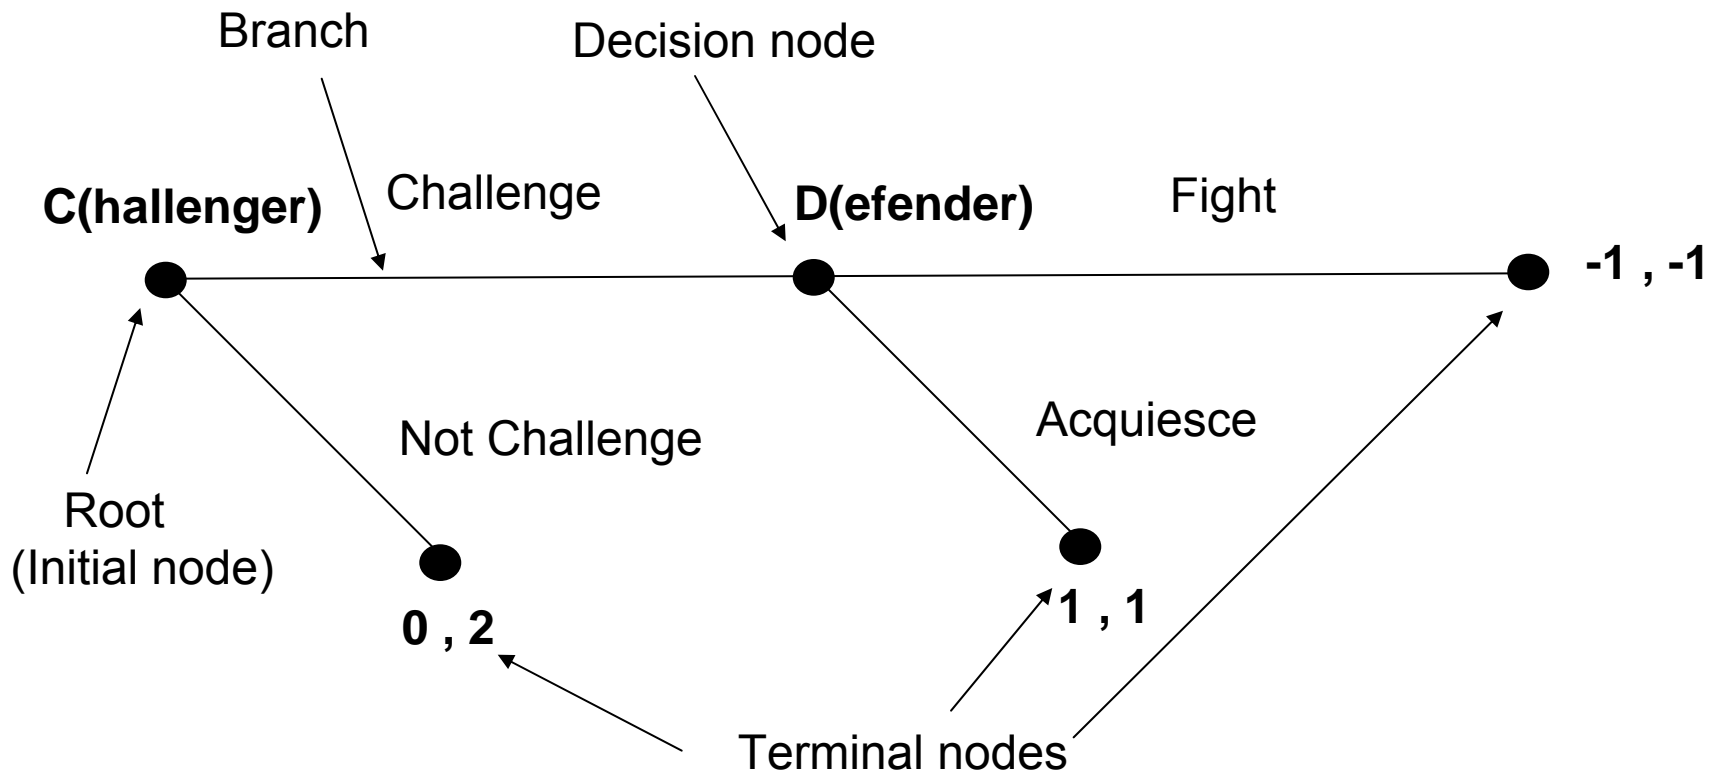 Branch
Decision node
C(hallenger)
Challenge
D(efender)
Fight
-1 , -1
Not Challenge
Acquiesce
Root
(Initial node)
0 , 2
1 , 1
Terminal nodes